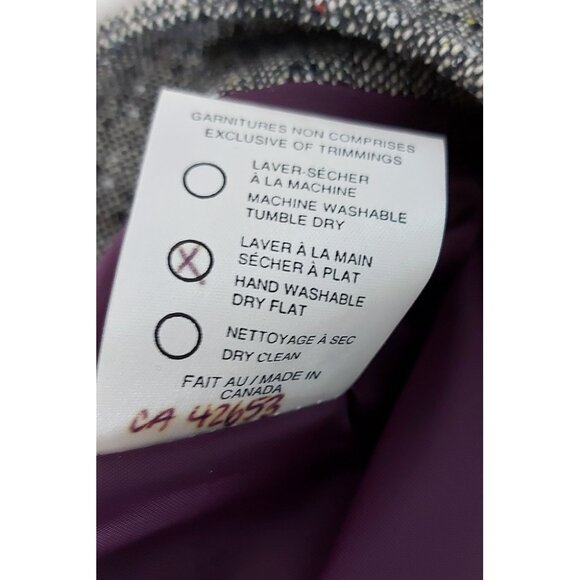 GARNITURES NON COMPRISES
EXCLUSIVE OF TRIMMINGS
LAVER-SÉCHER
À LA MACHINE
MACHINE WASHABLE
TUMBLE DRY
X
LAVER À LA MAIN
SÉCHER À PLAT
HAND WASHABLE
DRY FLAT
NETTOYAGE À SEC
DRY CLEAN
FAIT AU / MADE IN
CANADA
CA 42653